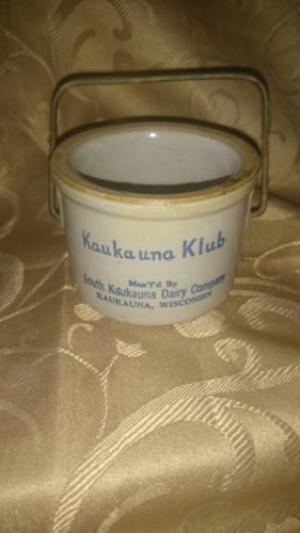 Kaukauna Klub
Man'f'd By
South Kaukauna Dairy Company
KAUKAUNA, WISCONSIN